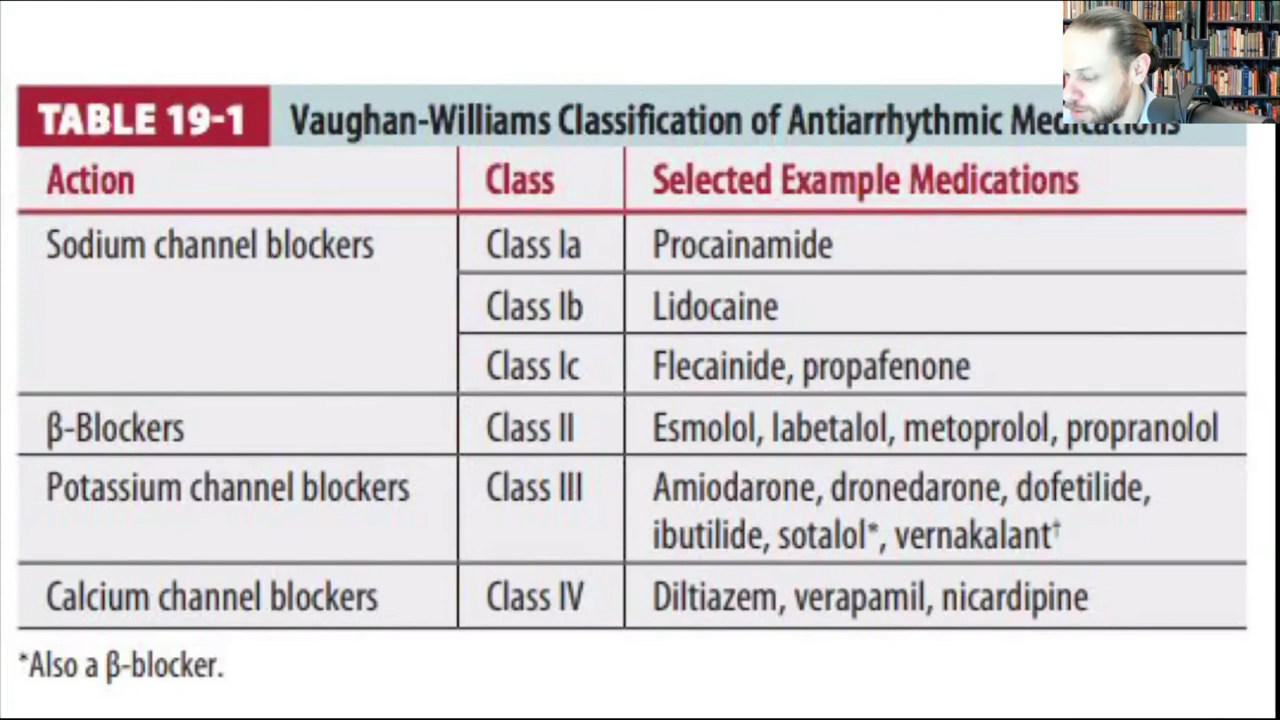 TABLE 19-1 Vaughan-Williams Classification of Antiarrhythmic Medications
Action Class Selected Example Medications
Sodium channel blockers Class Ia Procainamide
Class Ib Lidocaine
Class Ic Flecainide, propafenone
β-Blockers Class II Esmolol, labetalol, metoprolol, propranolol
Potassium channel blockers Class III Amiodarone, dronedarone, dofetilide,
ibutilide, sotalol*, vernakalant†
Calcium channel blockers Class IV Diltiazem, verapamil, nicardipine
*Also a β-blocker.